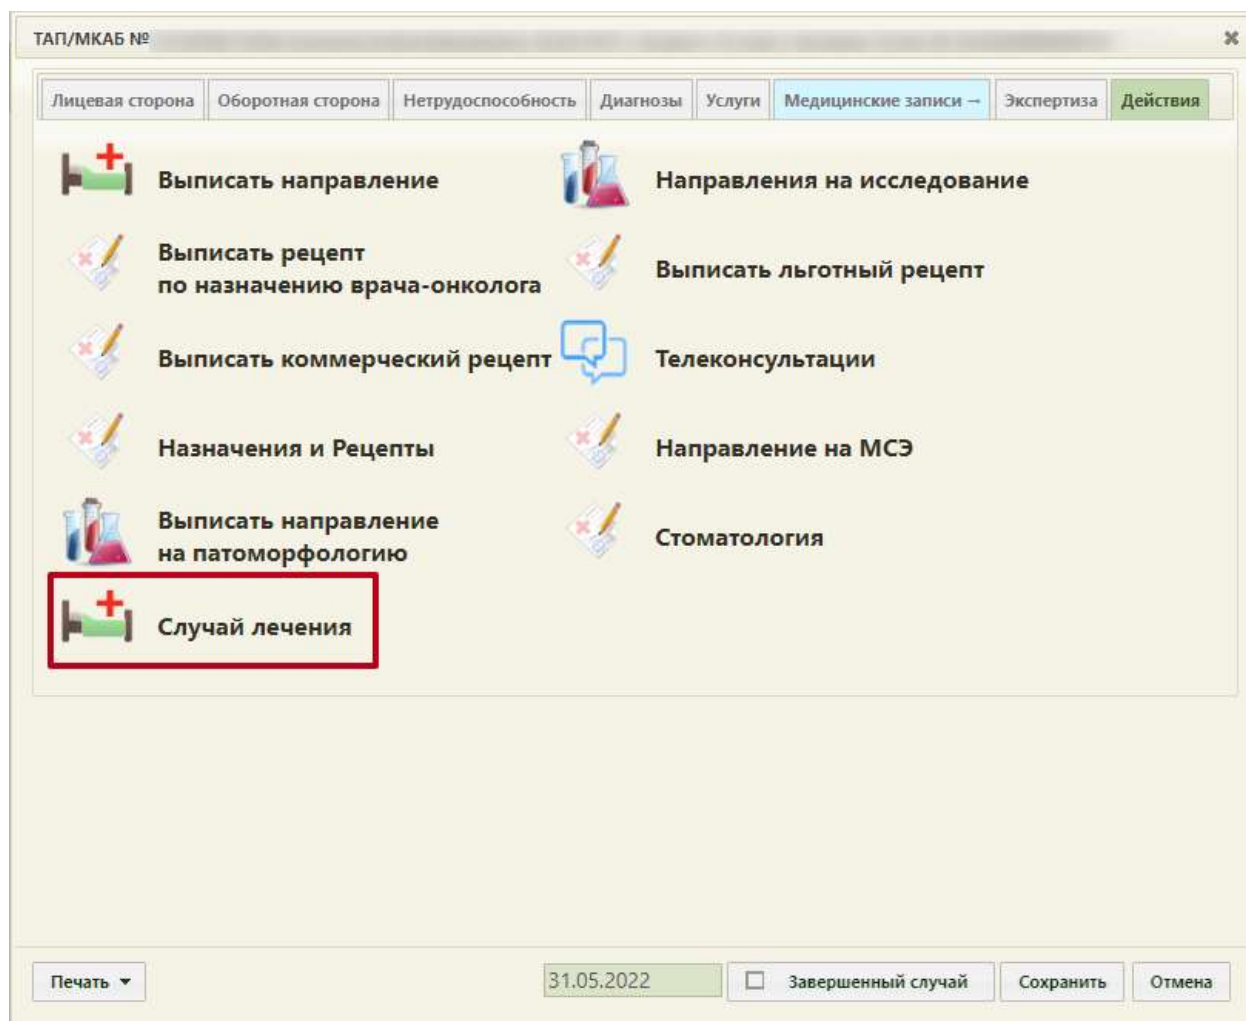 ТАП/МКАБ №
Лицевая сторона Оборотная сторона Нетрудоспособность Диагнозы Услуги Медицинские записи → Экспертиза Действия
Выписать направление
Направления на исследование
Выписать рецепт
по назначению врача-онколога
Выписать льготный рецепт
Выписать коммерческий рецепт
Телеконсультации
Назначения и Рецепты
Направление на МСЭ
Выписать направление
на патоморфологию
Стоматология
Случай лечения
Печать 31.05.2022 Завершенный случай Сохранить Отмена